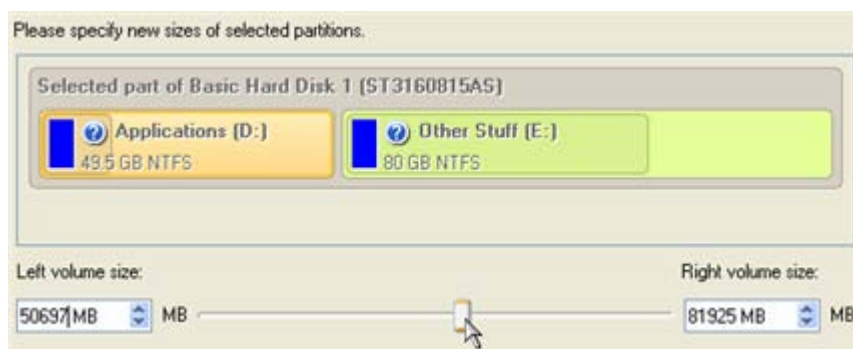 Please specify new sizes of selected partitions.
Selected part of Basic Hard Disk 1 (ST3160815AS)
Applications (D:)
49.5 GB NTFS
Other Stuff (E:)
80 GB NTFS
Left volume size:
Right volume size:
50697 MB MB
81925 MB MB